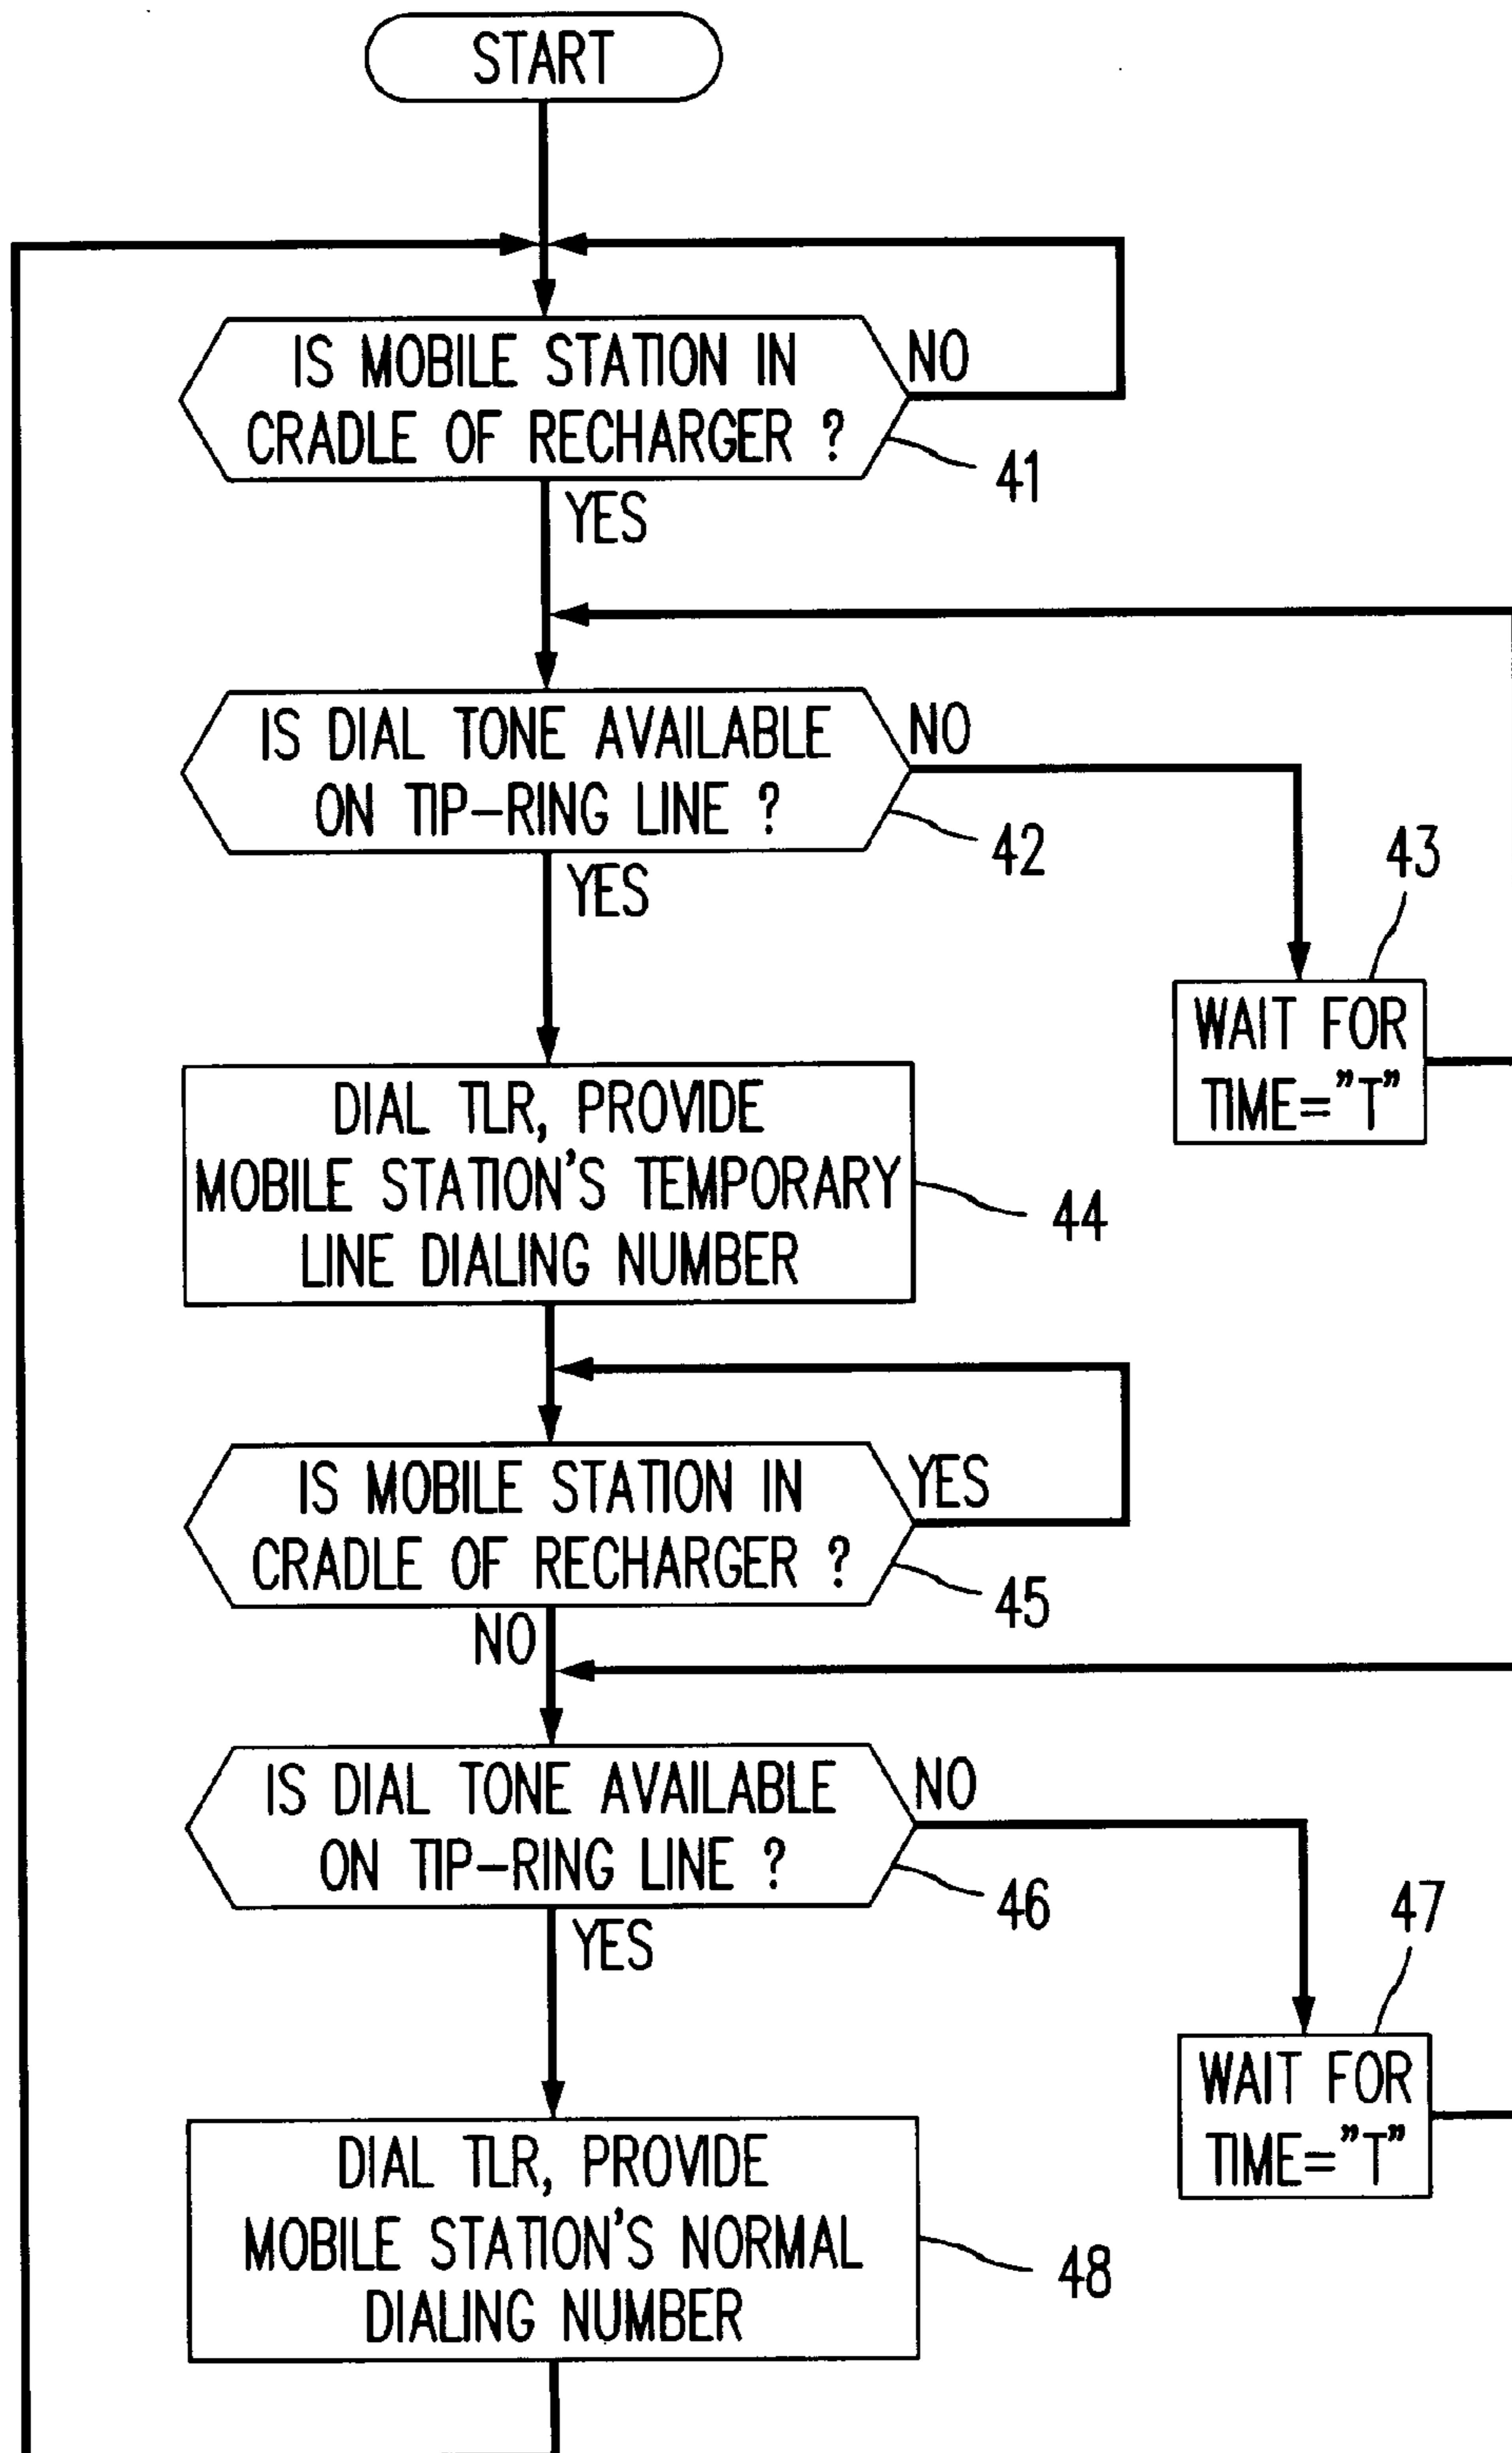 START
IS MOBILE STATION IN
CRADLE OF RECHARGER ?
NO
41
YES
IS DIAL TONE AVAILABLE
ON TIP-RING LINE ?
NO
42
YES
43
WAIT FOR
TIME="T"
DIAL TLR, PROVIDE
MOBILE STATION'S TEMPORARY
LINE DIALING NUMBER
44
IS MOBILE STATION IN
CRADLE OF RECHARGER ?
YES
45
NO
IS DIAL TONE AVAILABLE
ON TIP-RING LINE ?
NO
46
YES
47
WAIT FOR
TIME="T"
DIAL TLR, PROVIDE
MOBILE STATION'S NORMAL
DIALING NUMBER
48